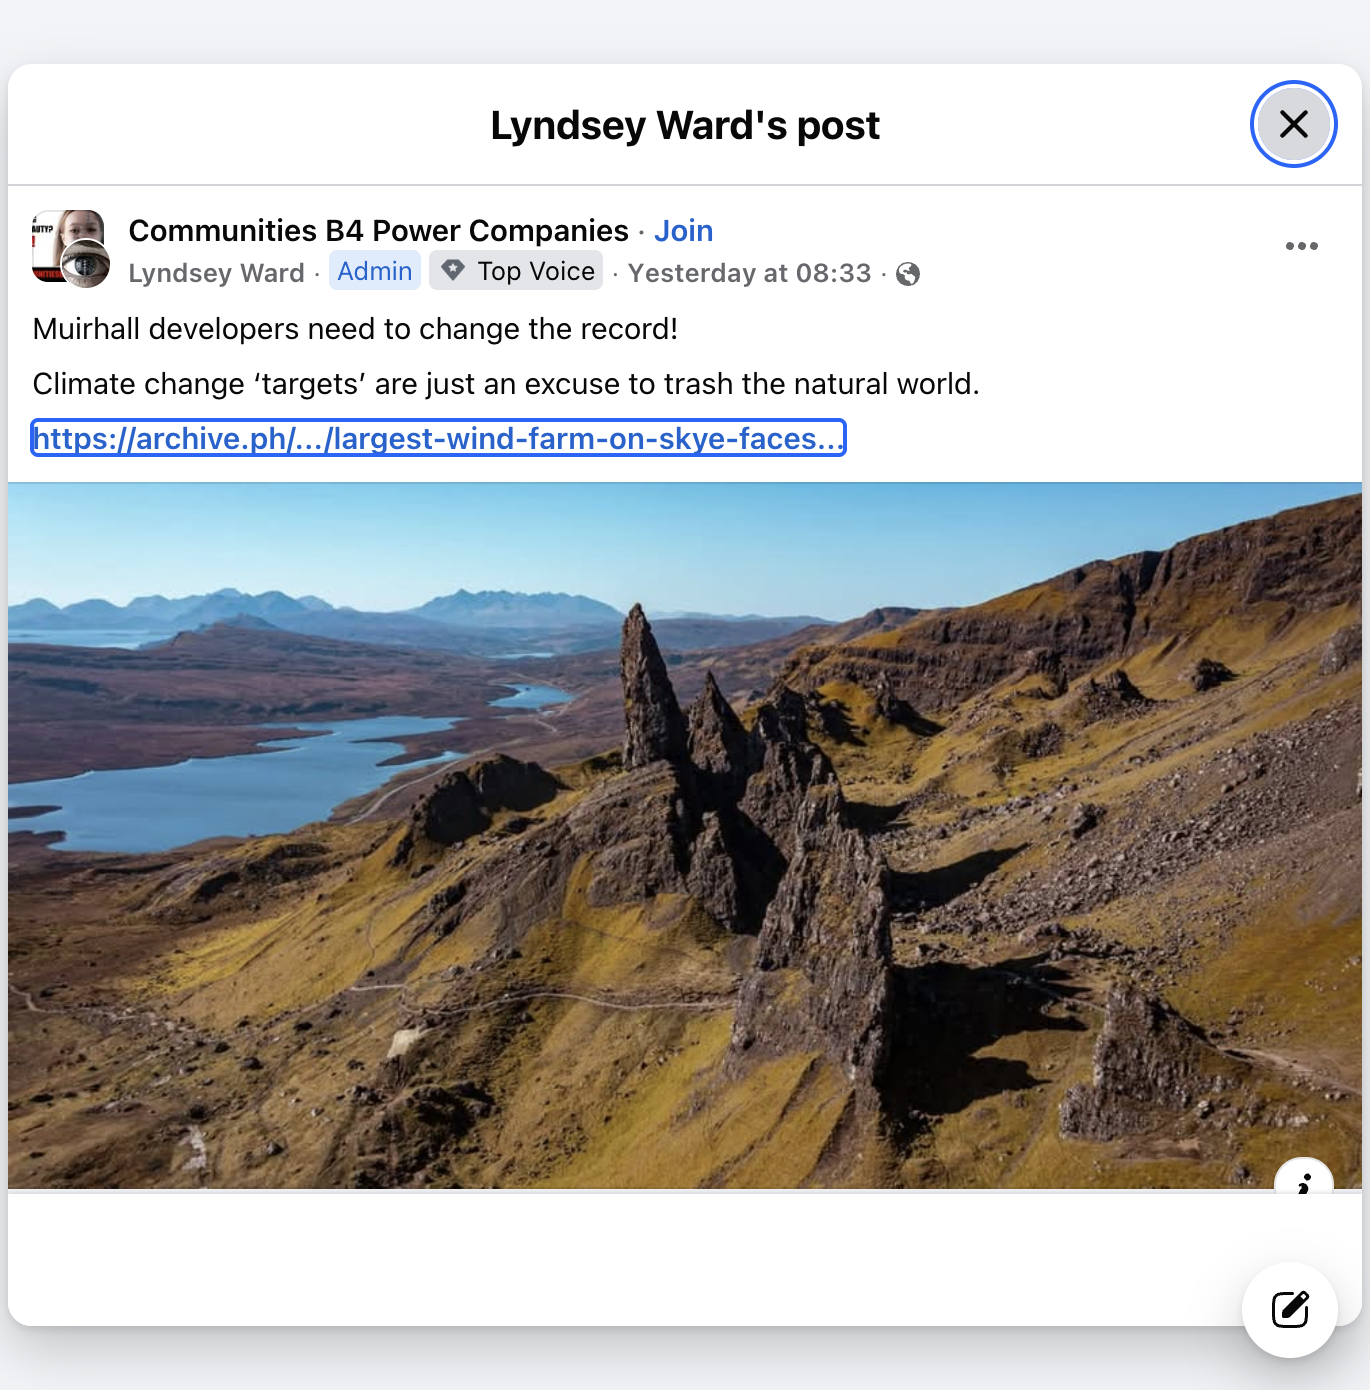 Lyndsey Ward's post
Communities B4 Power Companies · Join
Lyndsey Ward · Admin Top Voice · Yesterday at 08:33 ·
Muirhall developers need to change the record!
Climate change ‘targets’ are just an excuse to trash the natural world.
https://archive.ph/.../largest-wind-farm-on-skye-faces...